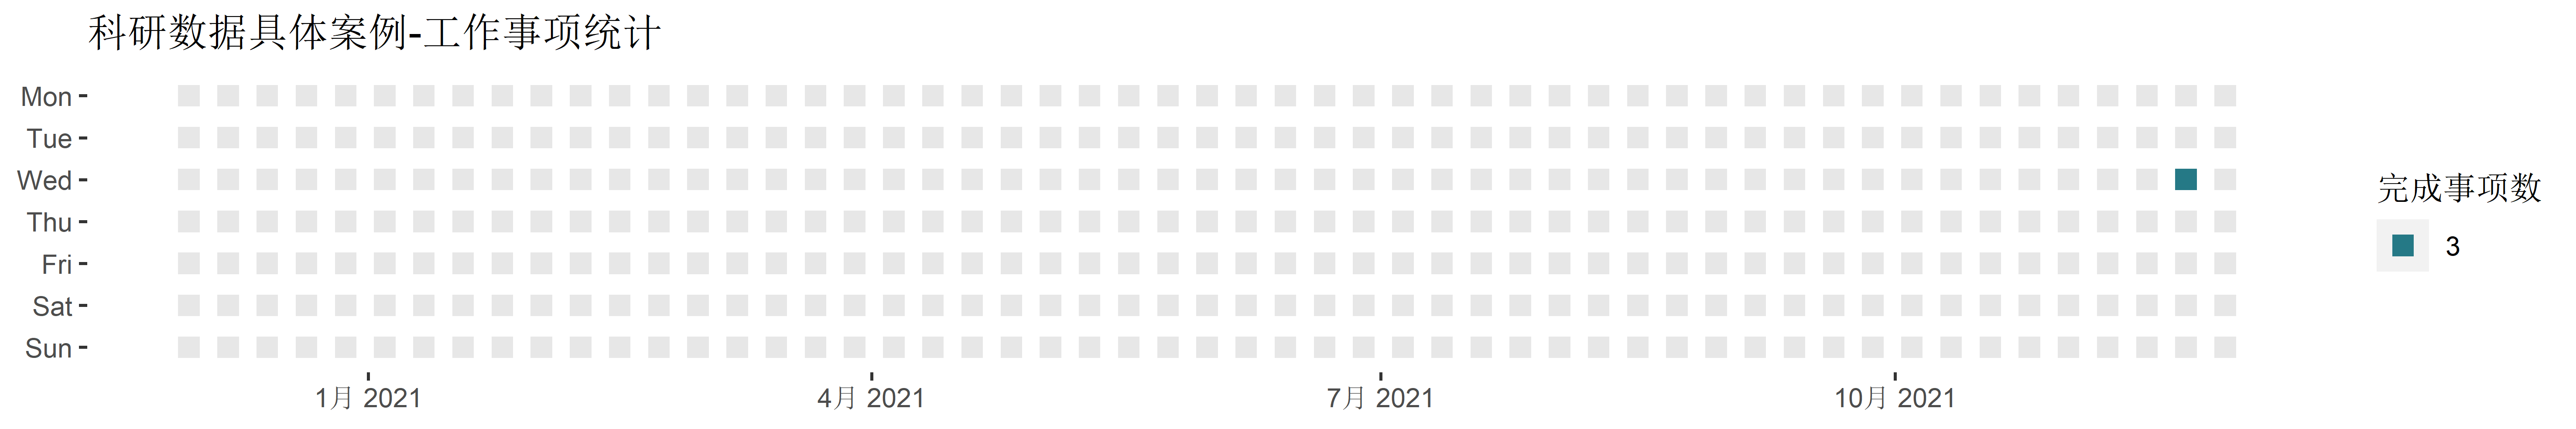 科研数据具体案例-工作事项统计
Mon
Tue
Wed
Thu
Fri
Sat
Sun
1月 2021
4月 2021
7月 2021
10月 2021
完成事项数
3